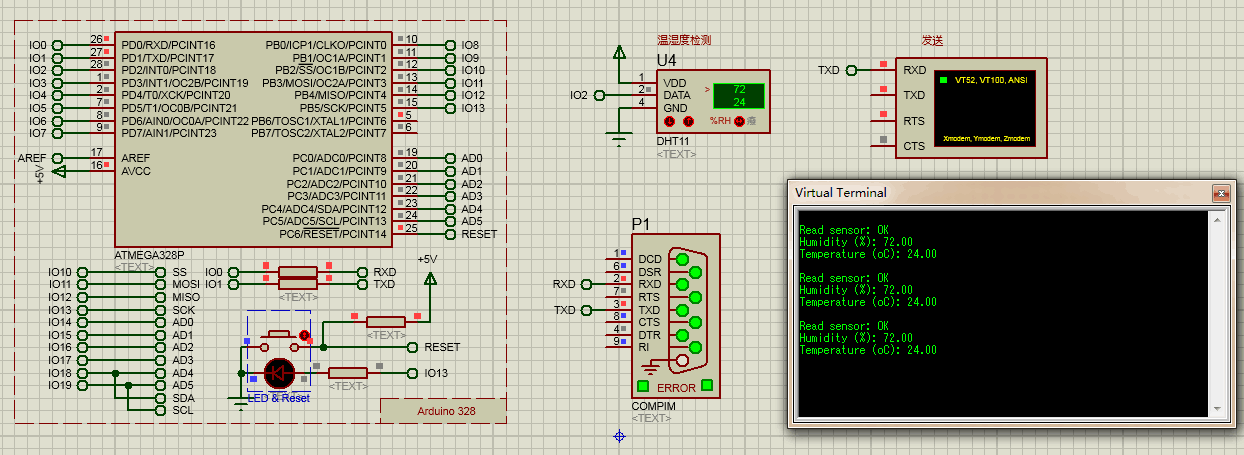 IO0 26 PD0/RXD/PCINT16 PB0/ICP1/CLKO/PCINT0 10 IO8
IO1 27 PD1/TXD/PCINT17 PB1/OC1A/PCINT1 11 IO9
IO2 28 PD2/INT0/PCINT18 PB2/SS/OC1B/PCINT2 12 IO10
IO3 1 PD3/INT1/OC2B/PCINT19 PB3/MOSI/OC2A/PCINT3 13 IO11
IO4 2 PD4/T0/XCK/PCINT20 PB4/MISO/PCINT4 14 IO12
IO5 7 PD5/T1/OC0B/PCINT21 PB5/SCK/PCINT5 15 IO13
IO6 8 PD6/AIN0/OC0A/PCINT22 PB6/TOSC1/XTAL1/PCINT6 5
IO7 9 PD7/AIN1/PCINT23 PB7/TOSC2/XTAL2/PCINT7 6
AREF 17 AREF PC0/ADC0/PCINT8 19 AD0
+5V 16 AVCC PC1/ADC1/PCINT9 20 AD1
PC2/ADC2/PCINT10 21 AD2
PC3/ADC3/PCINT11 22 AD3
PC4/ADC4/SDA/PCINT12 23 AD4
PC5/ADC5/SCL/PCINT13 24 AD5
PC6/RESET/PCINT14 25 RESET
ATMEGA328P
<TEXT>
IO10 SS
IO11 MOSI
IO12 MISO
IO13 SCK
IO14 AD0
IO15 AD1
IO16 AD2
IO17 AD3
IO18 AD4
IO19 AD5
SDA
SCL
IO0 RXD
IO1 TXD
<TEXT>
+5V
<TEXT>
RESET
IO13
<TEXT>
LED & Reset
Arduino 328
温湿度检测
U4
1 VDD
IO2 2 DATA
4 GND
> 72
24
%RH
DHT11
<TEXT>
发送
TXD RXD
TXD
RTS
CTS
VT52, VT100, ANSI
Xmodem, Ymodem, Zmodem
P1
1 DCD
6 DSR
RXD 2 RXD
7 RTS
TXD 3 TXD
8 CTS
4 DTR
9 RI
ERROR
COMPIM
<TEXT>
Virtual Terminal
Read sensor: OK
Humidity (%): 72.00
Temperature (oC): 24.00
Read sensor: OK
Humidity (%): 72.00
Temperature (oC): 24.00
Read sensor: OK
Humidity (%): 72.00
Temperature (oC): 24.00